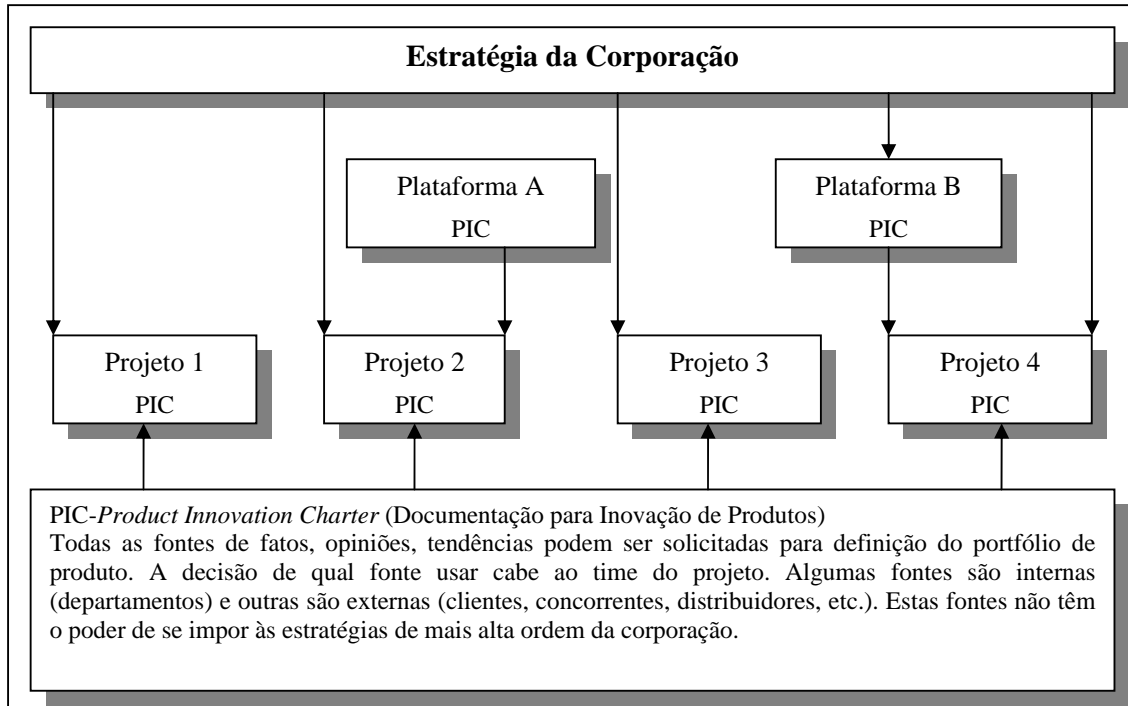 Estratégia da Corporação
Plataforma A
PIC
Plataforma B
PIC
Projeto 1
PIC
Projeto 2
PIC
Projeto 3
PIC
Projeto 4
PIC
PIC-Product Innovation Charter (Documentação para Inovação de Produtos)
Todas as fontes de fatos, opiniões, tendências podem ser solicitadas para definição do portfólio de
produto. A decisão de qual fonte usar cabe ao time do projeto. Algumas fontes são internas
(departamentos) e outras são externas (clientes, concorrentes, distribuidores, etc.). Estas fontes não têm
o poder de se impor às estratégias de mais alta ordem da corporação.